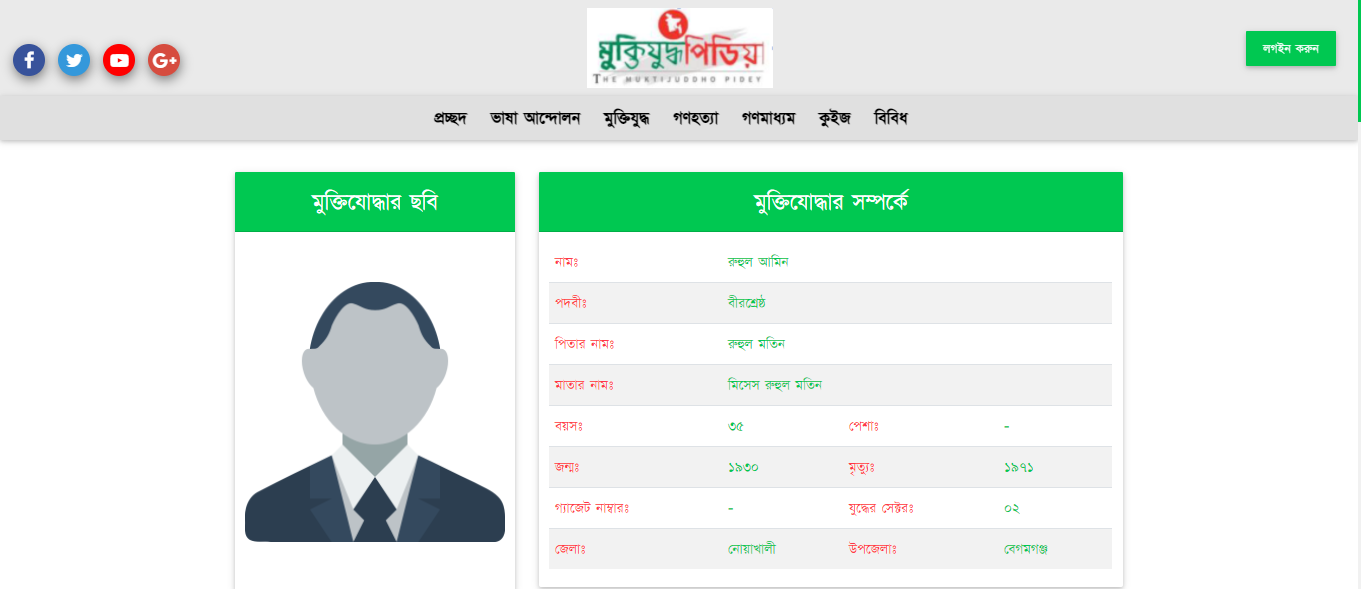 মুক্তিযুদ্ধপিডিয়া
THE MUKTIJUDDHO PIDEY
লগইন করুন
প্রচ্ছদ ভাষা আন্দোলন মুক্তিযুদ্ধ গণহত্যা গণমাধ্যম কুইজ বিবিধ
মুক্তিযোদ্ধার ছবি
মুক্তিযোদ্ধার সম্পর্কে
নামঃ রুহুল আমিন
পদবীঃ বীরশ্রেষ্ঠ
পিতার নামঃ রুহুল মতিন
মাতার নামঃ মিসেস রুহুল মতিন
বয়সঃ ৩৫ পেশাঃ -
জন্মঃ ১৯৩০ মৃত্যুঃ ১৯৭১
গ্যাজেট নাম্বারঃ - যুদ্ধের সেক্টরঃ ০২
জেলাঃ নোয়াখালী উপজেলাঃ বেগমগঞ্জ